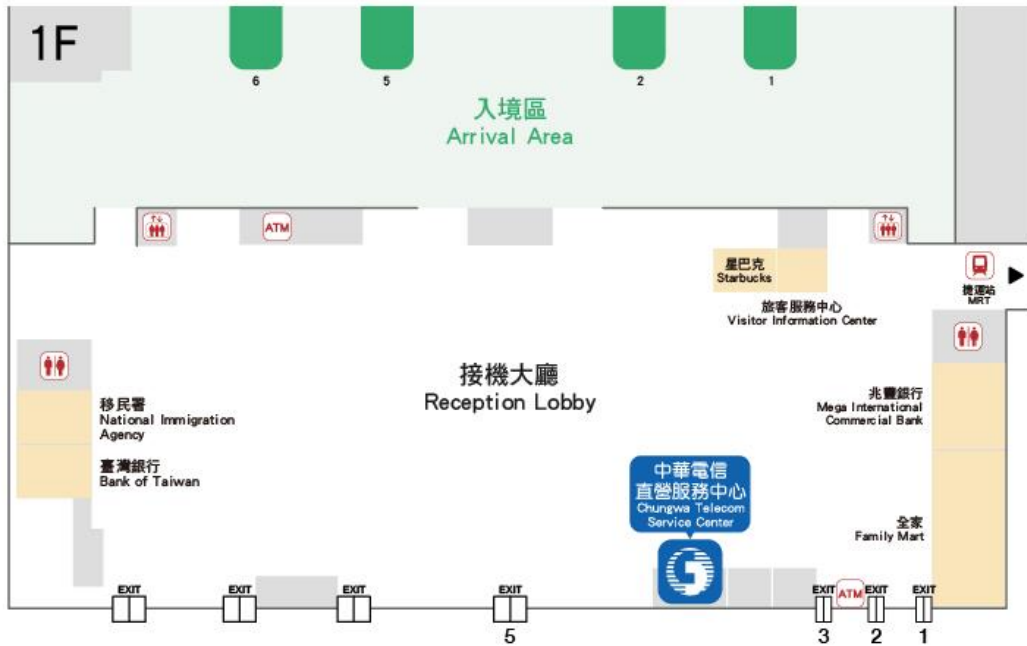 1F
6
5
2
1
入境區
Arrival Area
ATM
星巴克
Starbucks
捷運站
MRT
旅客服務中心
Visitor Information Center
接機大廳
Reception Lobby
移民署
National Immigration
Agency
臺灣銀行
Bank of Taiwan
兆豐銀行
Mega International
Commercial Bank
中華電信
直營服務中心
Chungwa Telecom
Service Center
全家
Family Mart
EXIT
EXIT
EXIT
EXIT
EXIT
ATM
EXIT
EXIT
5
3
2
1